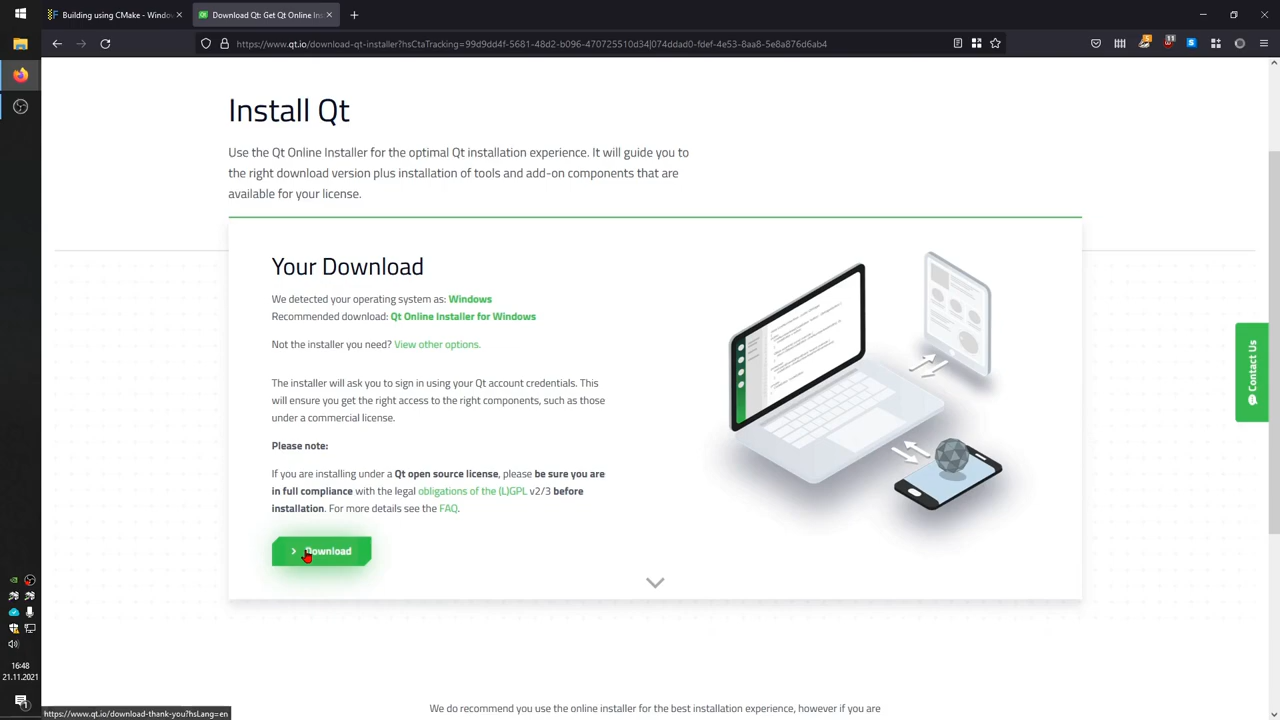 Building using CMake - Windo
Download Qt: Get Qt Online Ins
https://www.qt.io/download-qt-installer?hsCtaTracking=99d9dd4f-5681-48d2-b096-470725510d34|074ddad0-fdef-4e53-8aa8-5e8a876d6ab4
11
Install Qt
Use the Qt Online Installer for the optimal Qt installation experience. It will guide you to
the right download version plus installation of tools and add-on components that are
available for your license.
Your Download
We detected your operating system as: Windows
Recommended download: Qt Online Installer for Windows
Not the installer you need? View other options.
The installer will ask you to sign in using your Qt account credentials. This
will ensure you get the right access to the right components, such as those
under a commercial license.
Please note:
If you are installing under a Qt open source license, please be sure you are
in full compliance with the legal obligations of the (L)GPL v2/3 before
installation. For more details see the FAQ.
Download
Contact Us
We do recommend you use the online installer for the best installation experience, however if you are
16:48
21.11.2021
https://www.qt.io/download-thank-you?hsLang=en